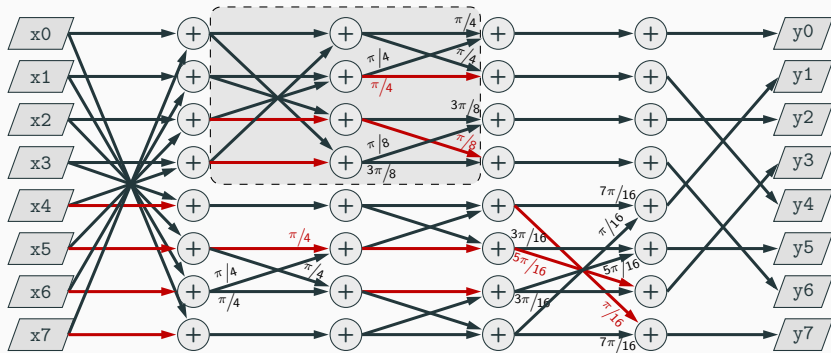 x0 + + π/4 + + y0
x1 + π/4 + π/4 + + y1
π/4
x2 + + 3π/8 + + y2
x3 + π/8 + π/8 + + y3
3π/8
x4 + + + 7π/16 + y4
π/16
x5 + π/4 + + 3π/16 + y5
π/4 π/4 5π/16 5π/16
x6 + + + 3π/16 + y6
π/4 π/16
x7 + + + 7π/16 + y7